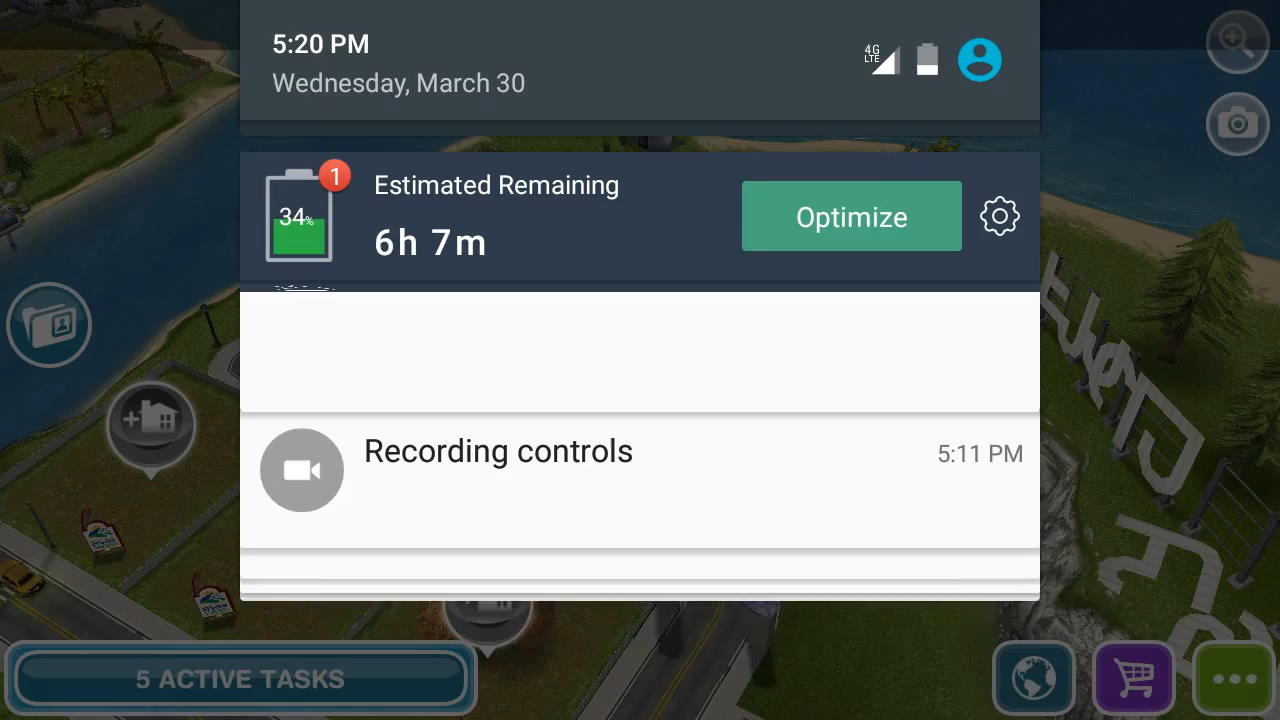 5:20 PM
Wednesday, March 30
4G
LTE
1
34%
Estimated Remaining
6h 7m
Optimize
Recording controls
5:11 PM
5 ACTIVE TASKS